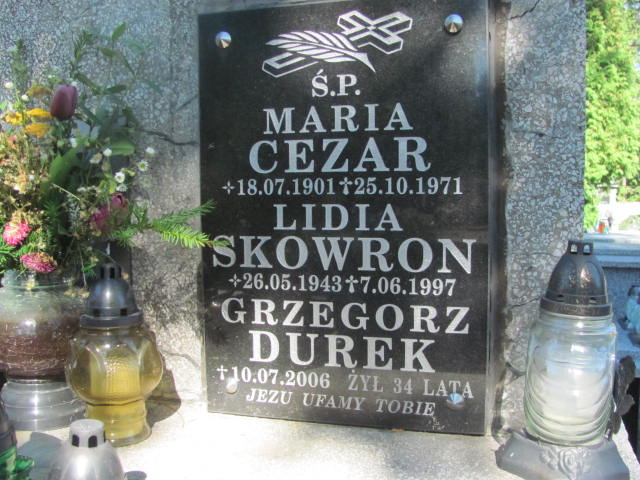 Ś.P.
MARIA
CEZAR
✧18.07.1901 ✝25.10.1971
LIDIA
SKOWRON
✧26.05.1943 ✝7.06.1997
GRZEGORZ
DUREK
✝10.07.2006 ŻYŁ 34 LATA
JEZU UFAMY TOBIE